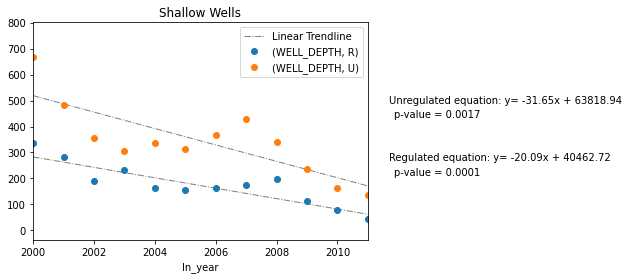 Shallow Wells
800
700
600
500
400
300
200
100
0
2000
2002
2004
2006
2008
2010
ln_year
Linear Trendline
(WELL_DEPTH, R)
(WELL_DEPTH, U)
Unregulated equation: y= -31.65x + 63818.94
p-value = 0.0017
Regulated equation: y= -20.09x + 40462.72
p-value = 0.0001